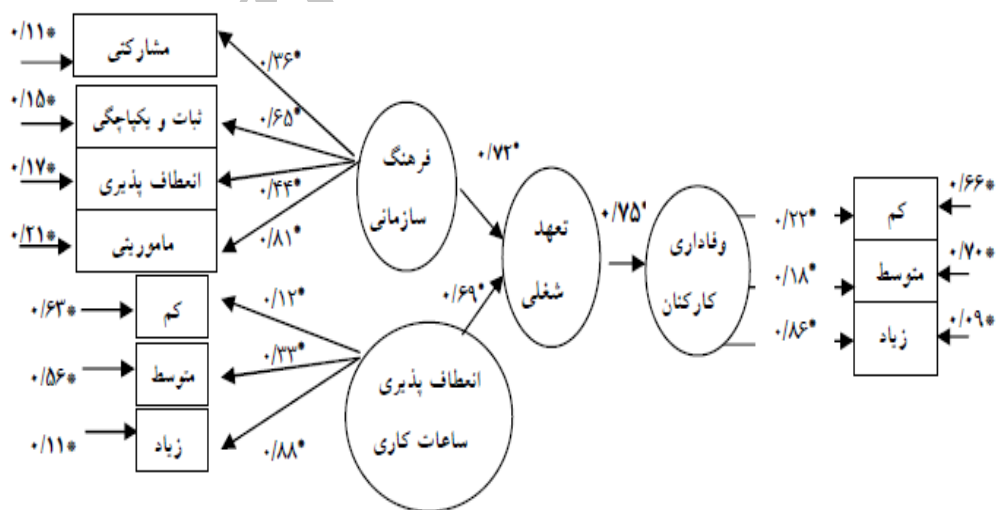 ۰/۱۱*
مشارکتی
۰/۳۶*
۰/۱۵*
ثبات و یکپاچگی
۰/۶۵*
۰/۱۷*
انعطاف پذیری
۰/۴۴*
۰/۲۱*
ماموریتی
۰/۸۱*
فرهنگ
سازمانی
۰/۷۲*
۰/۶۳*
کم
۰/۱۲*
۰/۵۶*
متوسط
۰/۳۳*
۰/۱۱*
زیاد
۰/۸۸*
انعطاف پذیری
ساعات کاری
۰/۶۹*
تعهد
شغلی
۰/۷۵*
وفاداری
کارکنان
۰/۲۲*
کم
۰/۶۶*
۰/۱۸*
متوسط
۰/۷۰*
۰/۸۶*
زیاد
۰/۰۹*